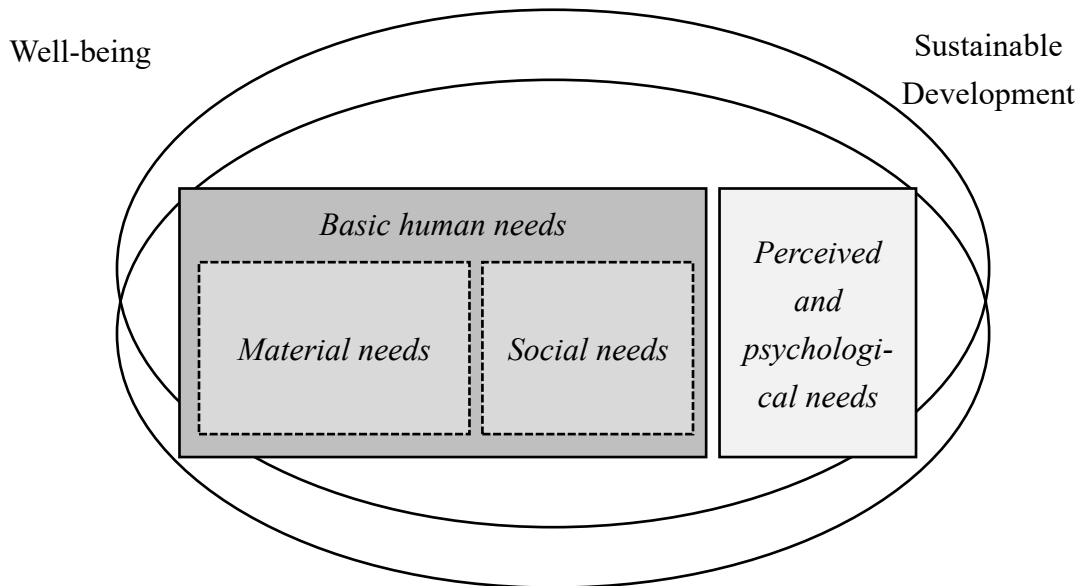 Well-being
Sustainable
Development
Basic human needs
Material needs
Social needs
Perceived
and
psychologi-
cal needs